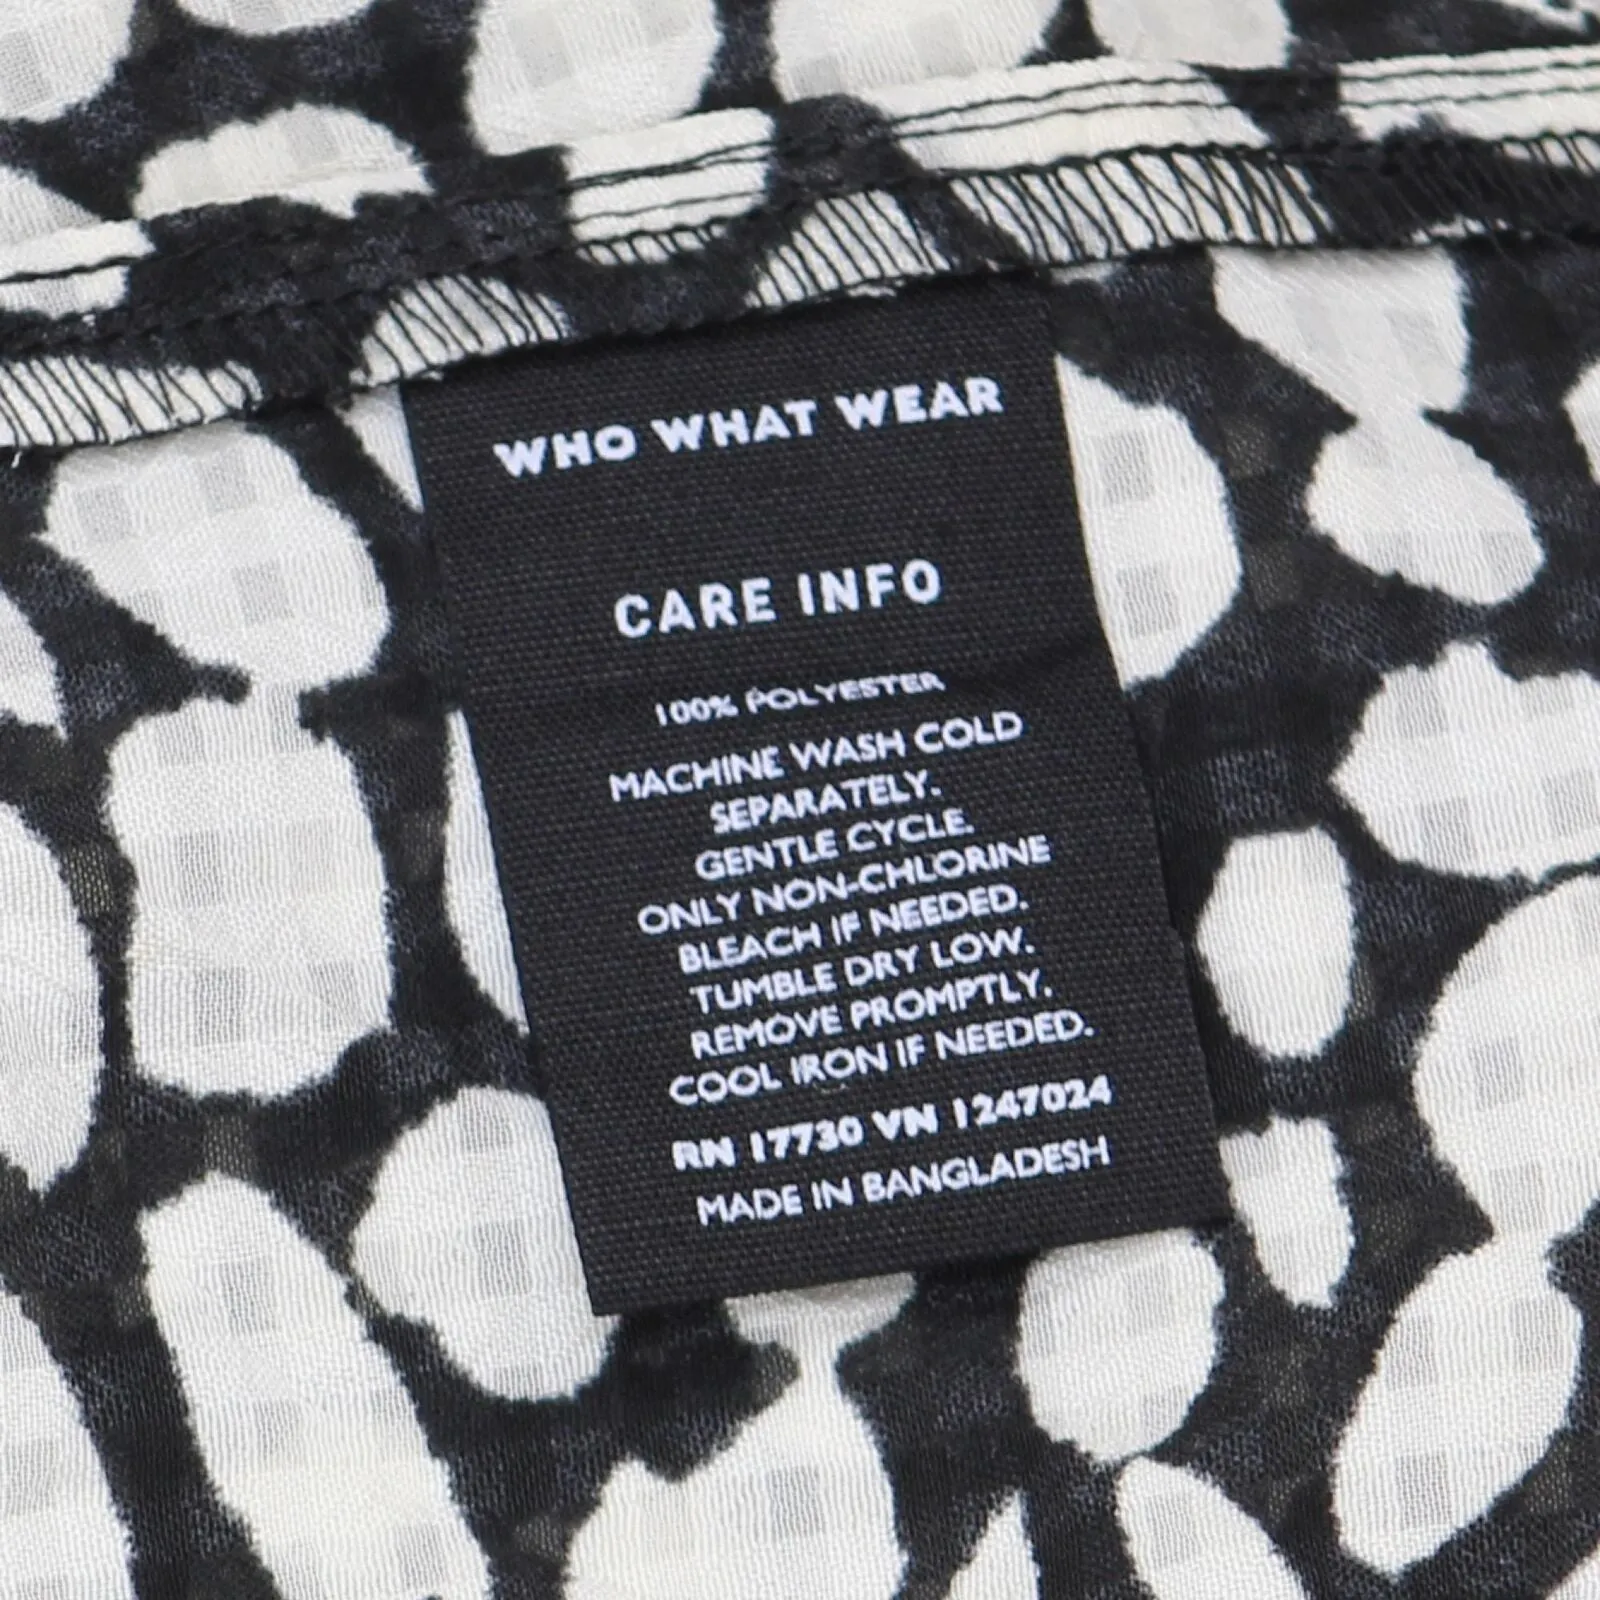 WHO WHAT WEAR
CARE INFO
100% POLYESTER
MACHINE WASH COLD
SEPARATELY.
GENTLE CYCLE.
ONLY NON-CHLORINE
BLEACH IF NEEDED.
TUMBLE DRY LOW.
REMOVE PROMPTLY.
COOL IRON IF NEEDED.
RN 17730 VN 1247024
MADE IN BANGLADESH